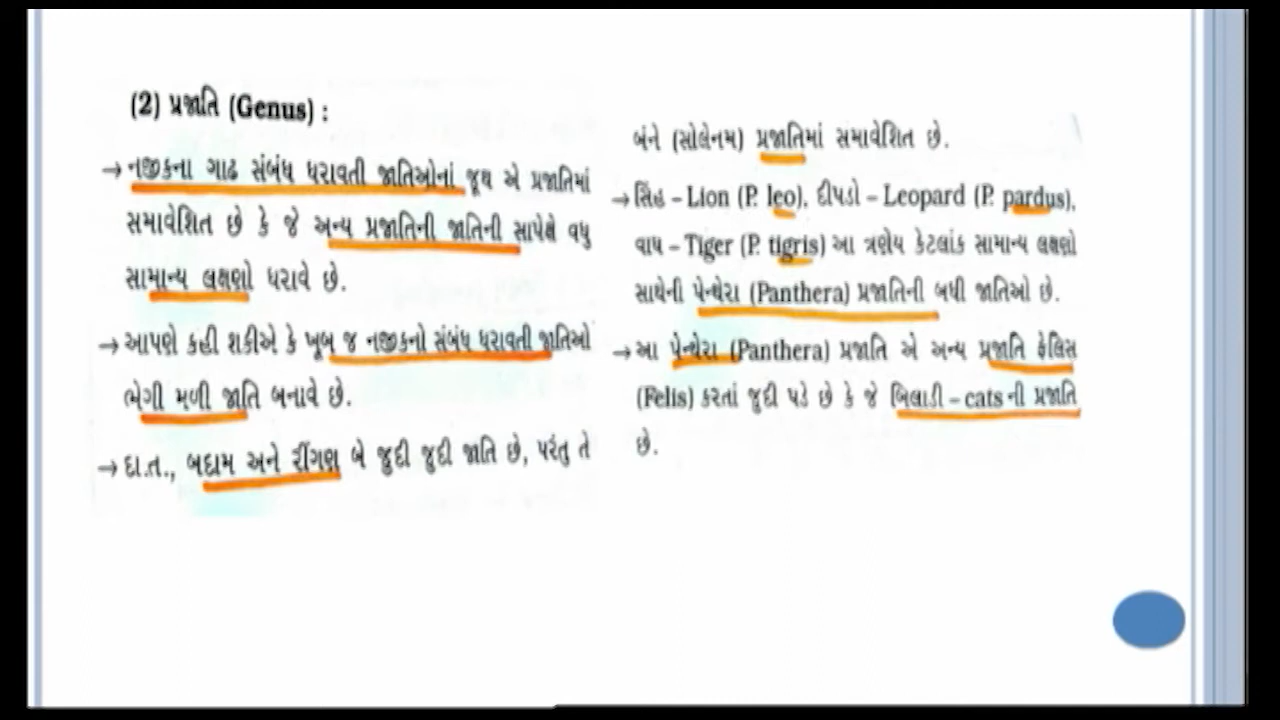 (2) પ્રજાતિ (Genus) :
→ નજીકના ગાઢ સંબંધ ધરાવતી જાતિઓનાં જૂથ એ પ્રજાતિમાં
સમાવેશિત છે કે જે અન્ય પ્રજાતિની જાતિની સાપેક્ષે વધુ
સામાન્ય લક્ષણો ધરાવે છે.
→ આપણે કહી શકીએ કે ખૂબ જ નજીકનો સંબંધ ધરાવતી જાતિઓ
ભેગી મળી જાતિ બનાવે છે.
→ દા.ત., બદામ અને રીંગણ બે જુદી જુદી જાતિ છે, પરંતુ તે
બંને (સોલેનમ) પ્રજાતિમાં સમાવેશિત છે.
→ સિંહ – Lion (P. leo), દીપડો – Leopard (P. pardus),
વાઘ – Tiger (P. tigris) આ ત્રણેય કેટલાંક સામાન્ય લક્ષણો
સાથેની પેન્થેરા (Panthera) પ્રજાતિની બધી જાતિઓ છે.
→ આ પેન્થેરા (Panthera) પ્રજાતિ એ અન્ય પ્રજાતિ ફેલિસ
(Felis) કરતાં જુદી પડે છે કે જે બિલાડી – cats ની પ્રજાતિ
છે.